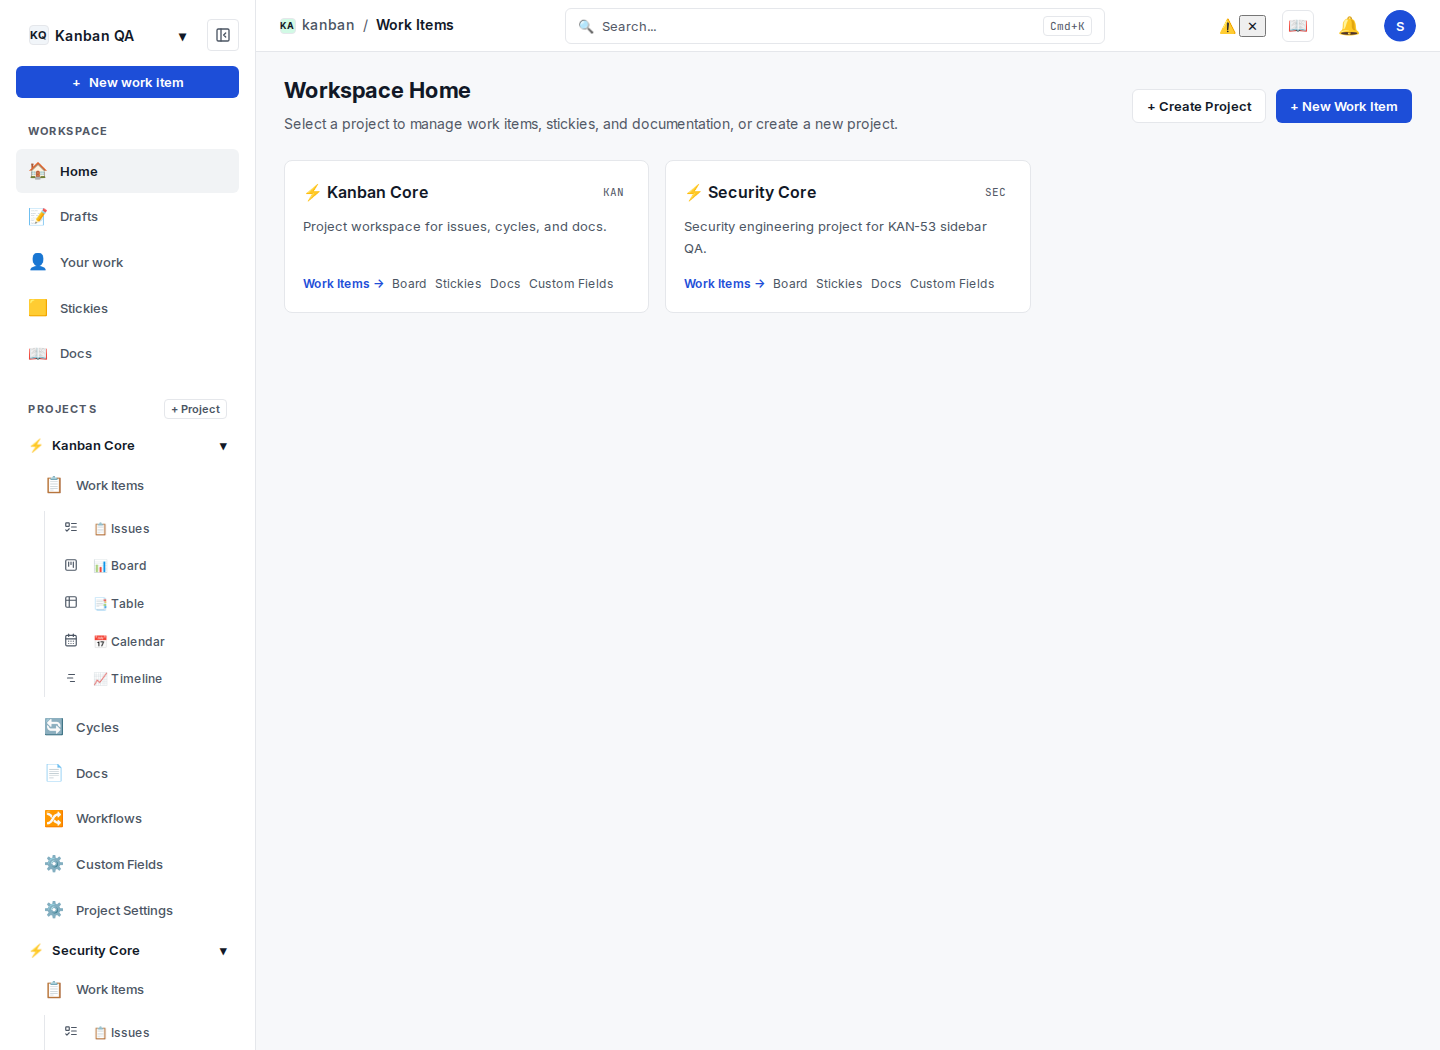 KQ Kanban QA ▾
+ New work item
WORKSPACE
Home
Drafts
Your work
Stickies
Docs
PROJECTS + Project
Kanban Core ▾
Work Items
Issues
Board
Table
Calendar
Timeline
Cycles
Docs
Workflows
Custom Fields
Project Settings
Security Core ▾
Work Items
Issues
KA kanban / Work Items
Search... Cmd+K
✕
S
Workspace Home
Select a project to manage work items, stickies, and documentation, or create a new project.
+ Create Project + New Work Item
Kanban Core KAN
Project workspace for issues, cycles, and docs.
Work Items → Board Stickies Docs Custom Fields
Security Core SEC
Security engineering project for KAN-53 sidebar
QA.
Work Items → Board Stickies Docs Custom Fields